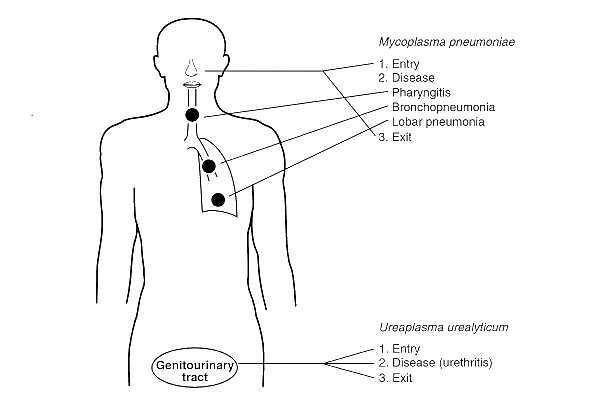 Mycoplasma pneumoniae
1. Entry
2. Disease
Pharyngitis
Bronchopneumonia
Lobar pneumonia
3. Exit
Ureaplasma urealyticum
1. Entry
2. Disease (urethritis)
3. Exit
Genitourinary
tract